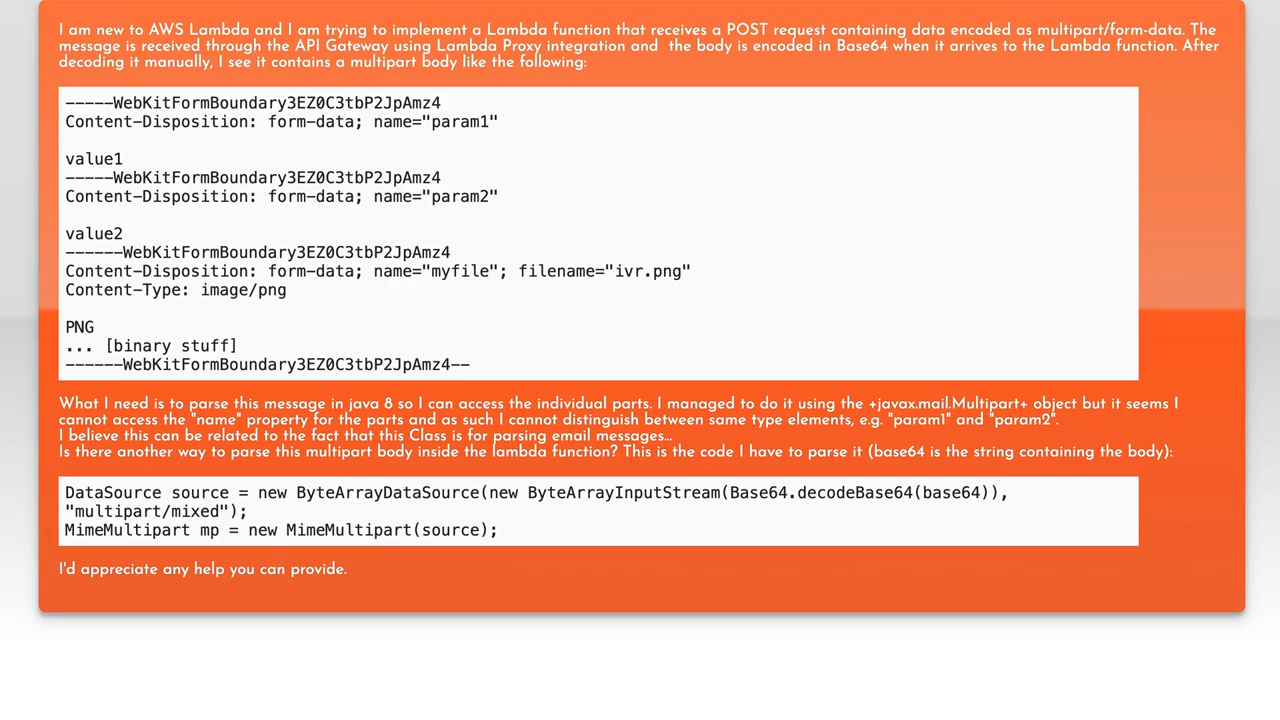 I am new to AWS Lambda and I am trying to implement a Lambda function that receives a POST request containing data encoded as multipart/form-data. The
message is received through the API Gateway using Lambda Proxy integration and  the body is encoded in Base64 when it arrives to the Lambda function. After
decoding it manually, I see it contains a multipart body like the following:
-----WebKitFormBoundary3EZ0C3tbP2JpAmz4
Content-Disposition: form-data; name="param1"
value1
-----WebKitFormBoundary3EZ0C3tbP2JpAmz4
Content-Disposition: form-data; name="param2"
value2
------WebKitFormBoundary3EZ0C3tbP2JpAmz4
Content-Disposition: form-data; name="myfile"; filename="ivr.png"
Content-Type: image/png
PNG
... [binary stuff]
------WebKitFormBoundary3EZ0C3tbP2JpAmz4--
What I need is to parse this message in java 8 so I can access the individual parts. I managed to do it using the +javax.mail.Multipart+ object but it seems I
cannot access the "name" property for the parts and as such I cannot distinguish between same type elements, e.g. "param1" and "param2".
I believe this can be related to the fact that this Class is for parsing email messages...
Is there another way to parse this multipart body inside the lambda function? This is the code I have to parse it (base64 is the string containing the body):
DataSource source = new ByteArrayDataSource(new ByteArrayInputStream(Base64.decodeBase64(base64)),
"multipart/mixed");
MimeMultipart mp = new MimeMultipart(source);
I'd appreciate any help you can provide.